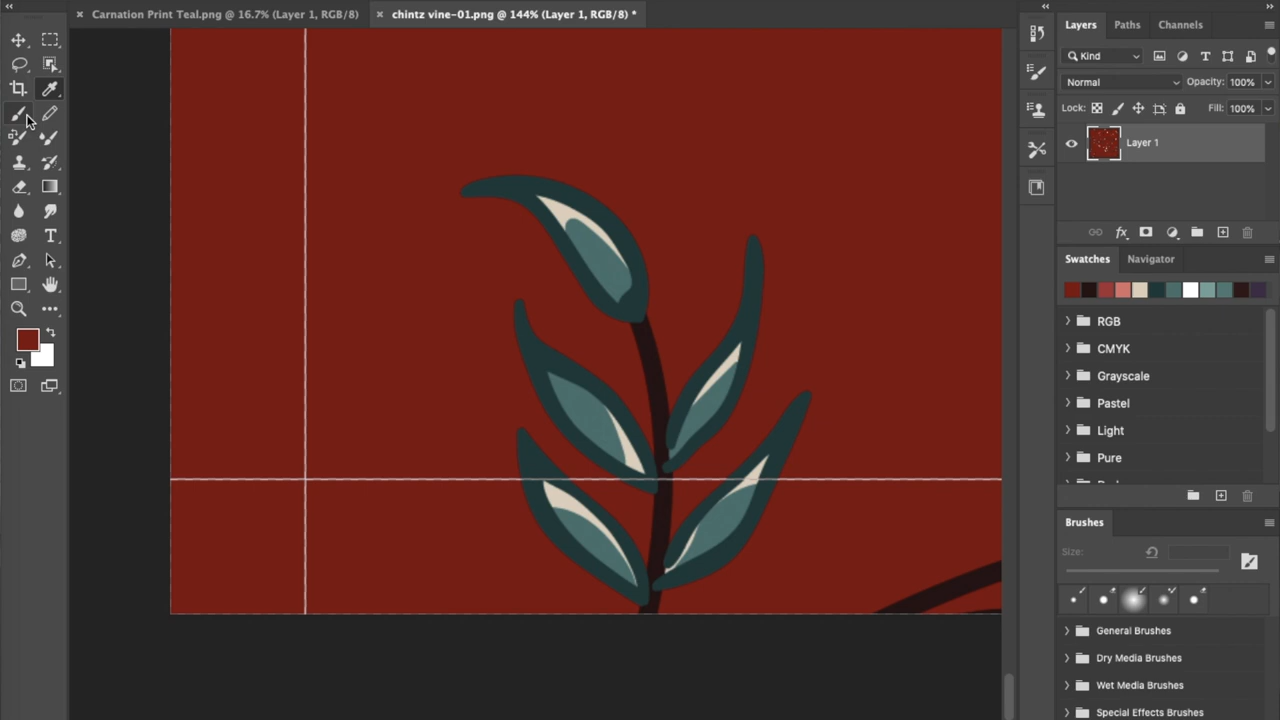 Carnation Print Teal.png @ 16.7% (Layer 1, RGB/8)
chintz vine-01.png @ 144% (Layer 1, RGB/8) *
Layers
Paths
Channels
Kind
Normal
Opacity: 100%
Lock:
Fill: 100%
Layer 1
fx
Swatches
Navigator
RGB
CMYK
Grayscale
Pastel
Light
Pure
Brushes
Size:
General Brushes
Dry Media Brushes
Wet Media Brushes
Special Effects Brushes